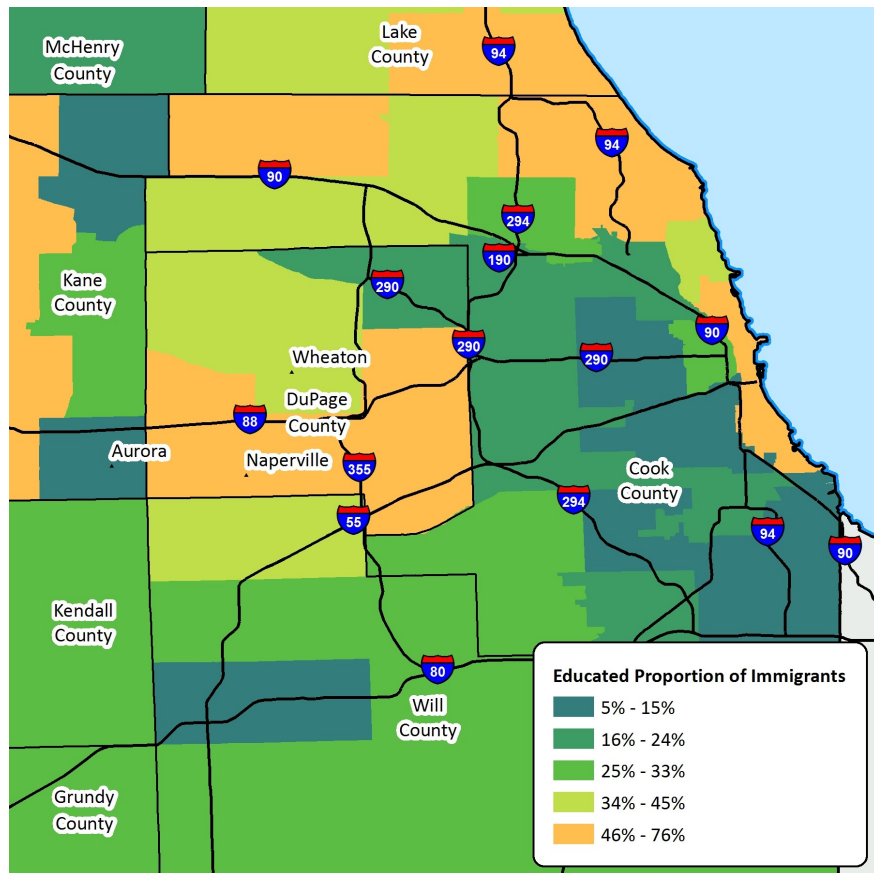 McHenry
County
Lake
County
94
94
90
294
190
Kane
County
290
90
290
290
Wheaton
DuPage
County
88
Aurora
Naperville
355
Cook
County
294
55
94
90
Kendall
County
80
Will
County
Grundy
County
Educated Proportion of Immigrants
5% - 15%
16% - 24%
25% - 33%
34% - 45%
46% - 76%